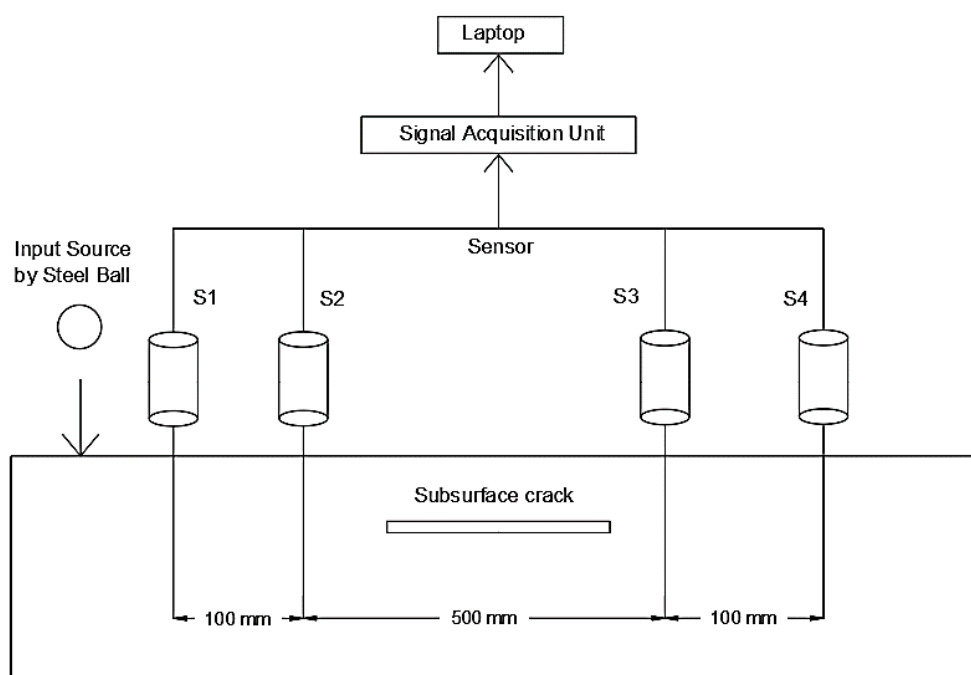 Laptop
Signal Acquisition Unit
Sensor
Input Source
by Steel Ball
S1
S2
S3
S4
Subsurface crack
100 mm
500 mm
100 mm